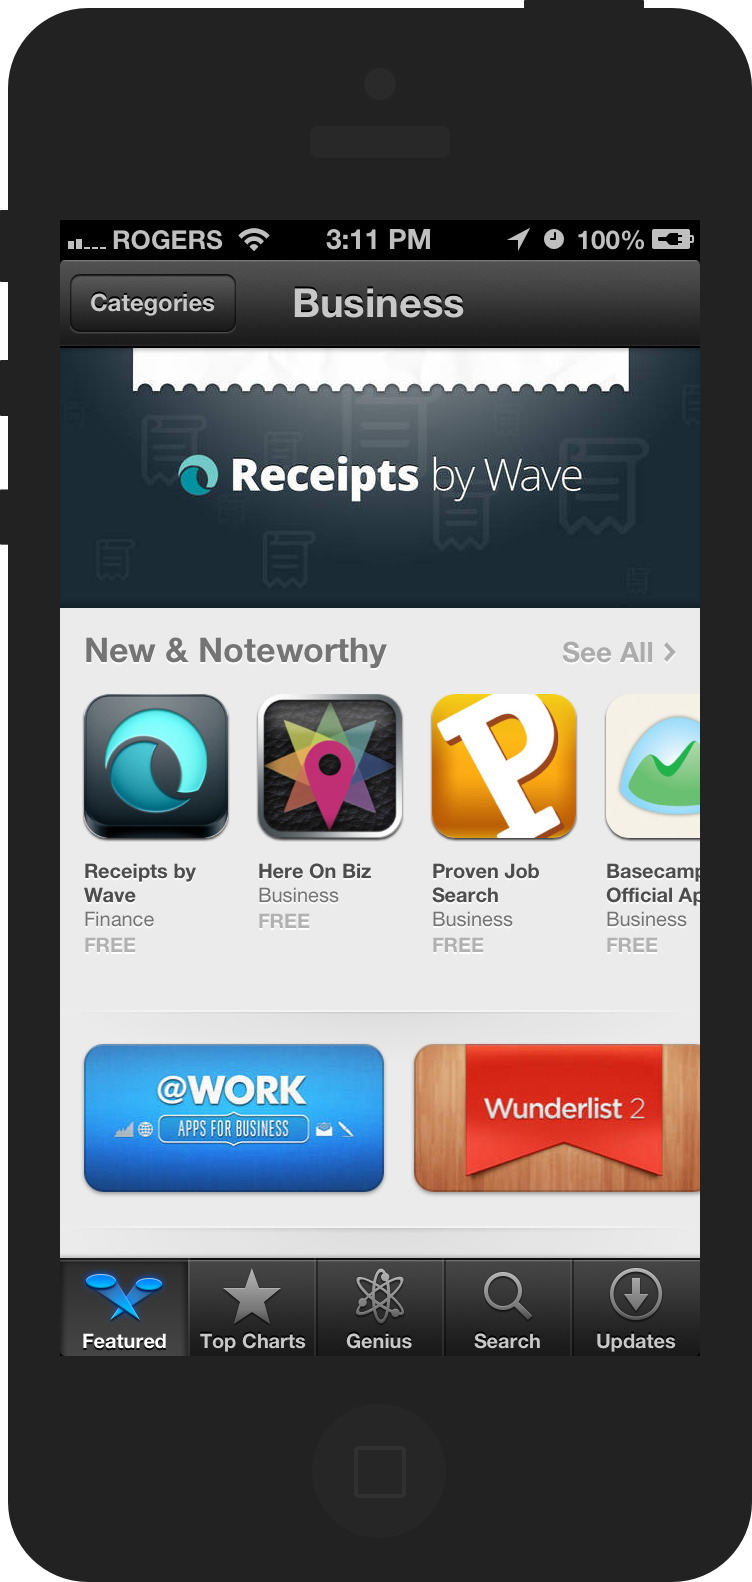 ROGERS 3:11 PM 100%
Categories Business
Receipts by Wave
New & Noteworthy See All
Receipts by
Wave
Finance
FREE
Here On Biz
Business
FREE
Proven Job
Search
Business
FREE
Basecamp
Official Ap
Business
FREE
@WORK
APPS FOR BUSINESS
Wunderlist 2
Featured Top Charts Genius Search Updates